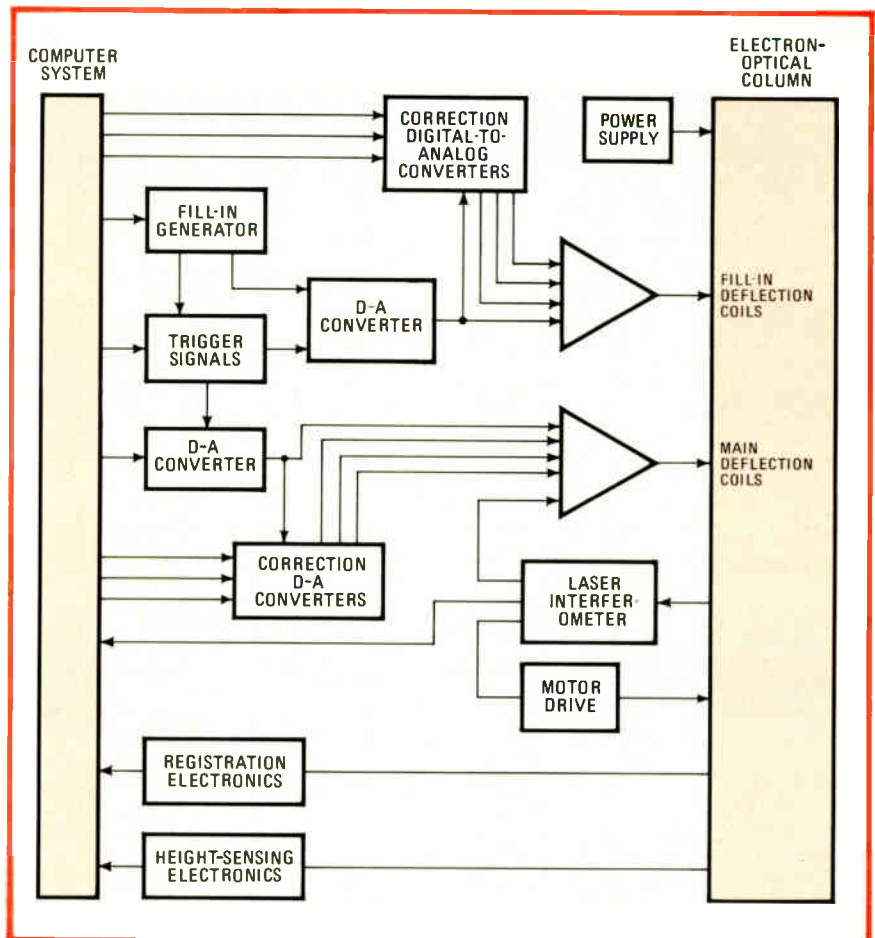 COMPUTER
SYSTEM
ELECTRON-
OPTICAL
COLUMN
CORRECTION
DIGITAL-TO-
ANALOG
CONVERTERS
POWER
SUPPLY
FILL-IN
GENERATOR
D-A
CONVERTER
FILL-IN
DEFLECTION
COILS
TRIGGER
SIGNALS
D-A
CONVERTER
MAIN
DEFLECTION
COILS
CORRECTION
D-A
CONVERTERS
LASER
INTERFER-
OMETER
MOTOR
DRIVE
REGISTRATION
ELECTRONICS
HEIGHT-SENSING
ELECTRONICS